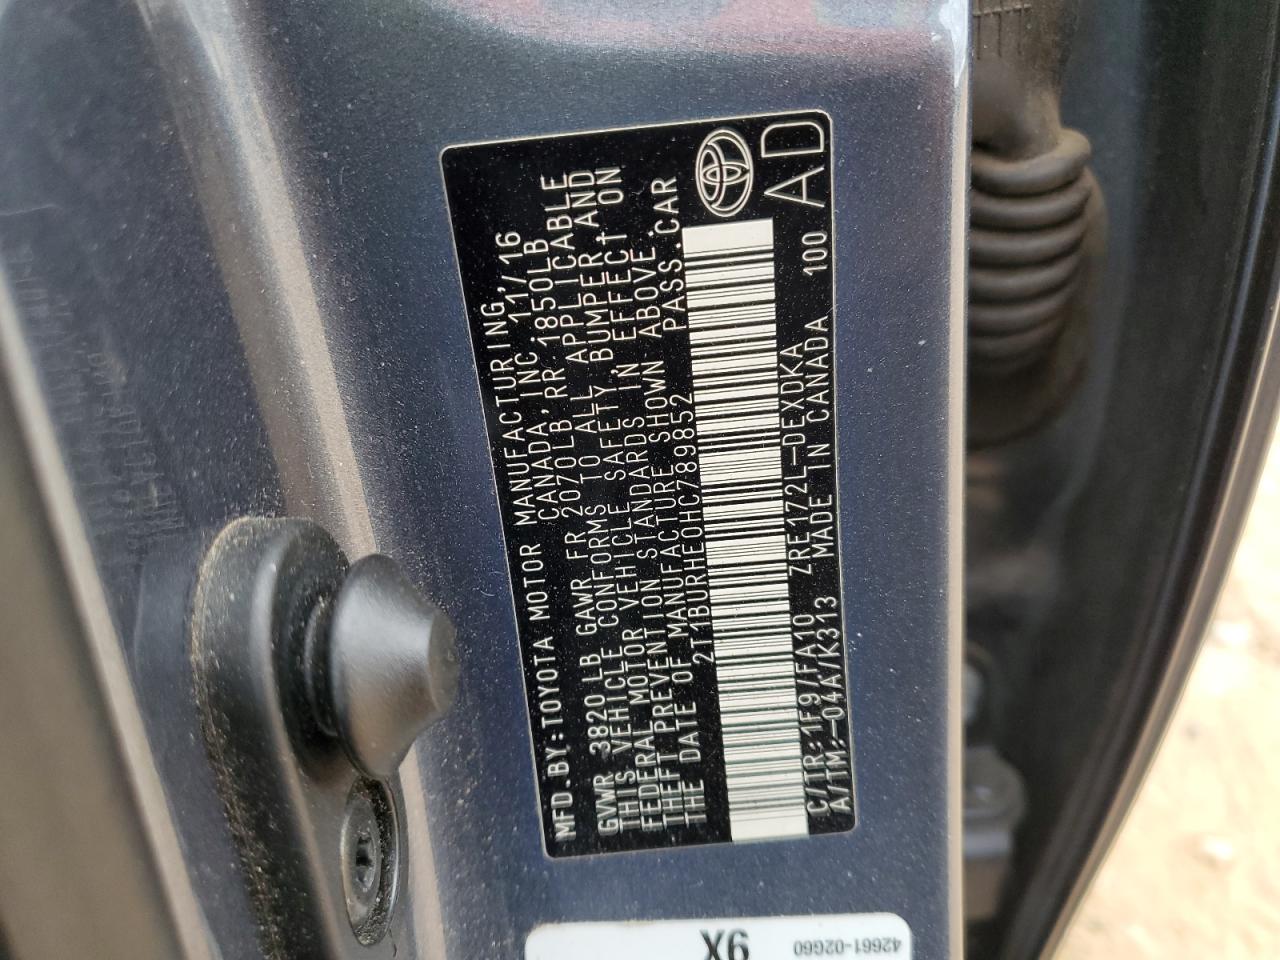 MFD.BY:TOYOTA MOTOR MANUFACTURING,
CANADA, INC. 11/16
GVWR 3820 LB GAWR FR 2070LB, RR 1850LB
THIS VEHICLE CONFORMS TO ALL APPLICABLE
FEDERAL MOTOR VEHICLE SAFETY, BUMPER, AND
THEFT PREVENTION STANDARDS IN EFFECT ON
THE DATE OF MANUFACTURE SHOWN ABOVE.
2T1BURHE0HC789852 PASS.CAR
C/TR:1F9/FA10 ZRE172L-DEXDKA
A/TM:-04A/K313 MADE IN CANADA 100
AD
9X
42661-02G60